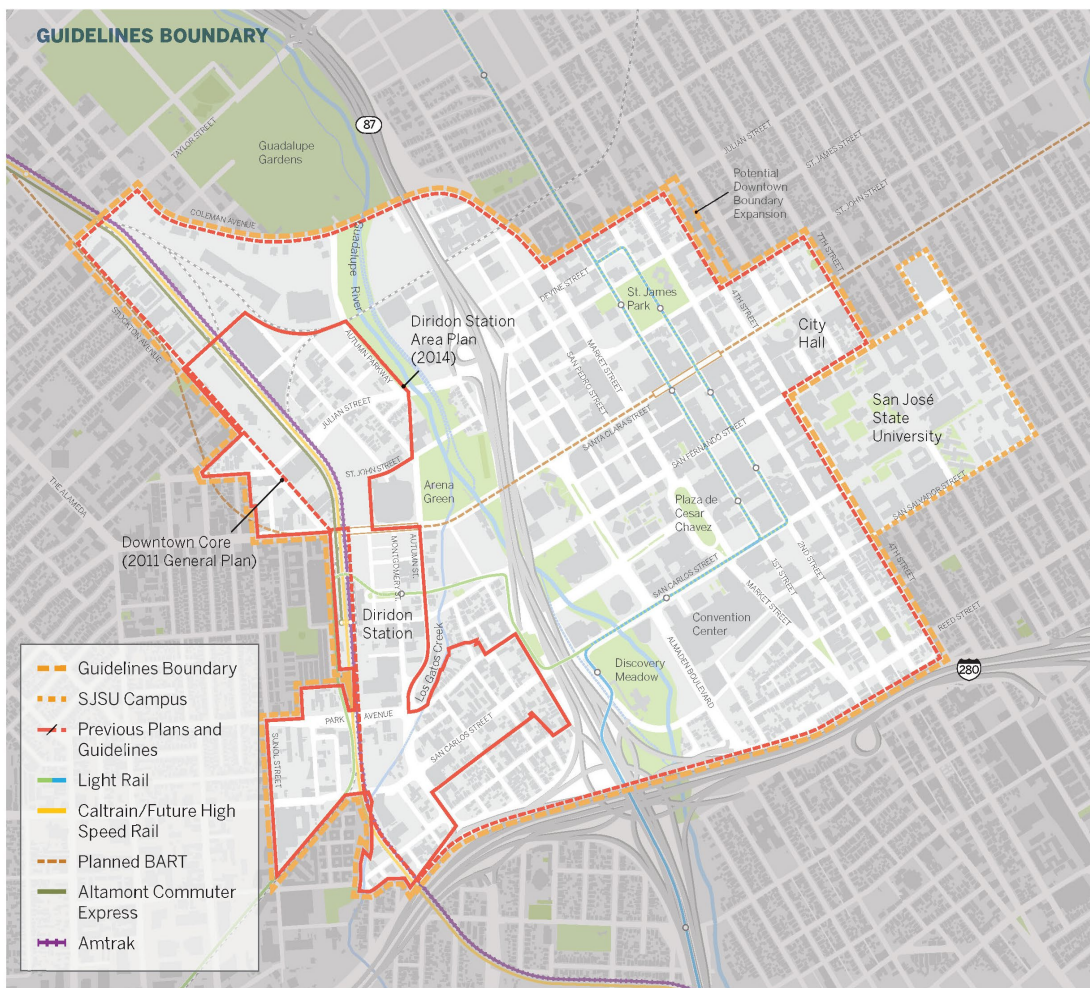 GUIDELINES BOUNDARY
87
TAYLOR STREET
Guadalupe
Gardens
JULIAN STREET
ST. JAMES STREET
ST. JOHN STREET
Potential
Downtown
Boundary
Expansion
COLEMAN AVENUE
Guadalupe River
7TH STREET
DEVINE STREET
St. James
Park
4TH STREET
STOCKTON AVENUE
Diridon Station
Area Plan
(2014)
City
Hall
AUTUMN PARKWAY
MARKET STREET
SAN PEDRO STREET
JULIAN STREET
San José
State
University
SANTA CLARA STREET
SAN FERNANDO STREET
ST. JOHN STREET
Arena
Green
THE ALAMEDA
Plaza de
Cesar
Chavez
SAN SALVADOR STREET
Downtown Core
(2011 General Plan)
AUTUMN ST.
MONTGOMERY ST.
2ND STREET
1ST STREET
4TH STREET
SAN CARLOS STREET
MARKET STREET
Diridon
Station
Convention
Center
REED STREET
ALMADEN BOULEVARD
Los Gatos Creek
Discovery
Meadow
280
PARK AVENUE
SAN CARLOS STREET
SUNOL STREET
Guidelines Boundary
SJSU Campus
Previous Plans and
Guidelines
Light Rail
Caltrain/Future High
Speed Rail
Planned BART
Altamont Commuter
Express
Amtrak